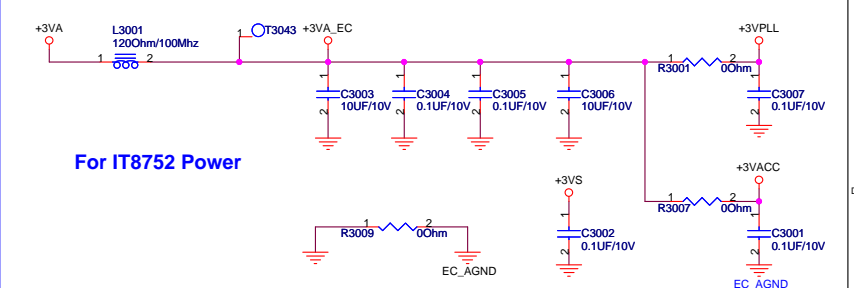 +3VA
L3001
120Ohm/100Mhz
1
2
1
T3043
+3VA_EC
+3VPLL
1
2
R3001
0Ohm
1
C3003
10UF/10V
2
1
C3004
0.1UF/10V
2
1
C3005
0.1UF/10V
2
1
C3006
10UF/10V
2
1
C3007
0.1UF/10V
2
For IT8752 Power
+3VS
+3VACC
1
2
R3007
0Ohm
1
2
R3009
0Ohm
EC_AGND
1
C3002
0.1UF/10V
2
1
C3001
0.1UF/10V
2
EC_AGND
D